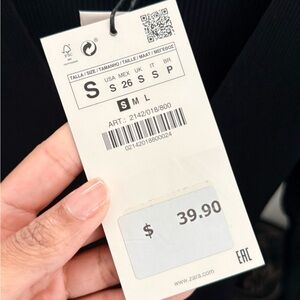 TALLA / SIZE / TAMANHO / TAILLE / MAAT / МЕГЕӨΣ
S
USA MEX UK IT BR
S 26 S S P
S M L
ART.: 2142/018/800
02142018800024
$ 39.90
www.zara.com
EAC